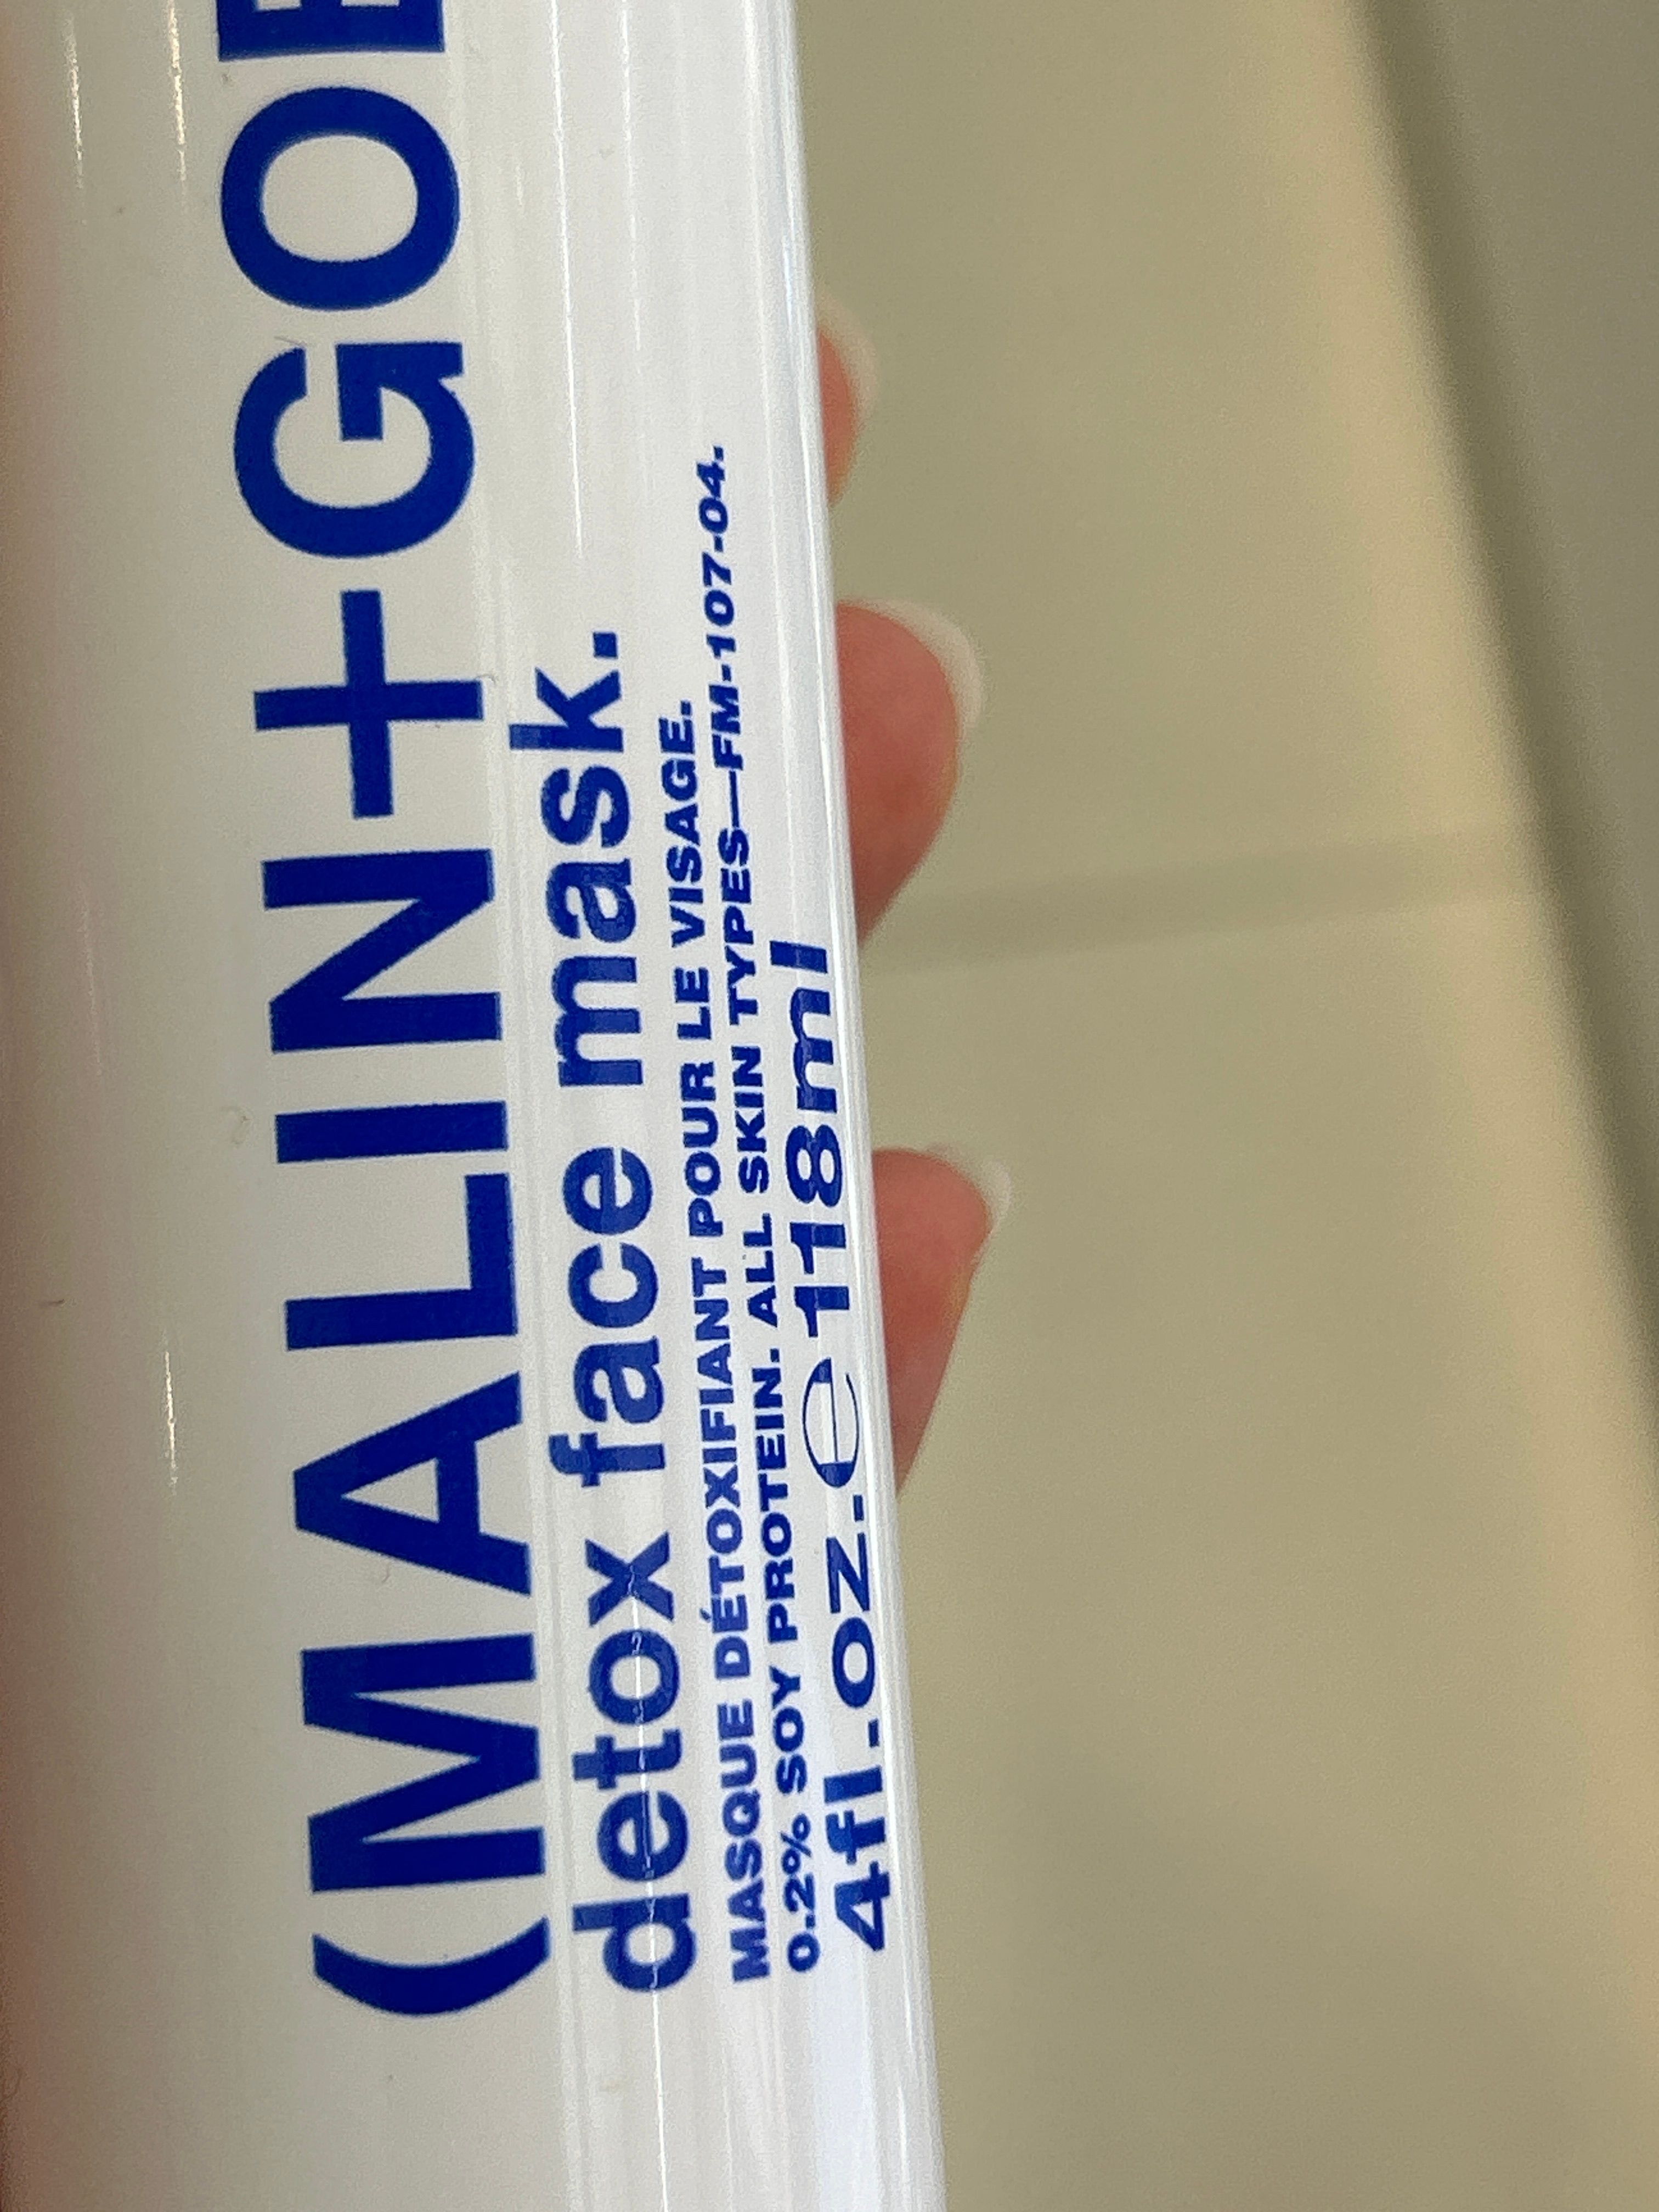 (MALIN+GO
detox face mask.
MASQUE DÉTOXIFIANT POUR LE VISAGE.
0.2% SOY PROTEIN. ALL SKIN TYPES—FM-107-04.
4fl.oz.℮118ml